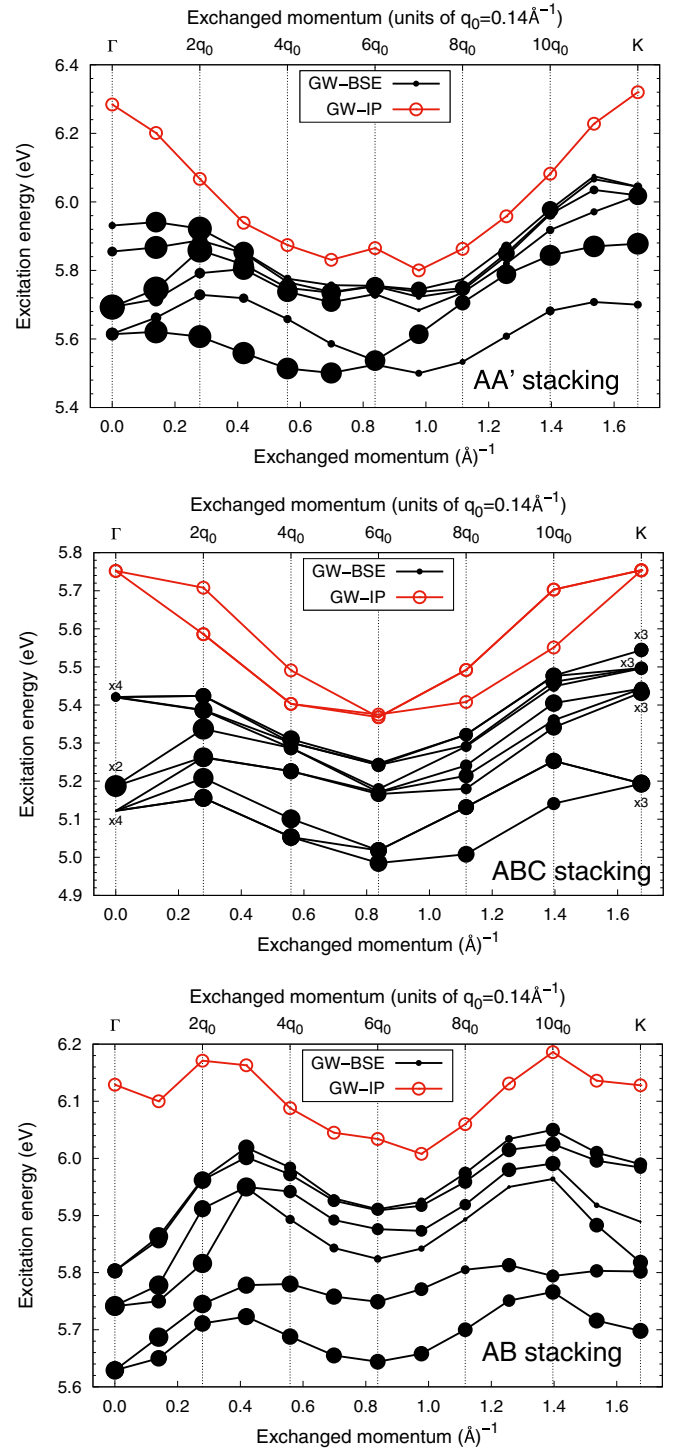 Exchanged momentum (units of q0=0.14Å−1)
Γ 2q0 4q0 6q0 8q0 10q0 K
6.4
6.2
6.0
5.8
5.6
5.4
Excitation energy (eV)
GW−BSE
GW−IP
AA' stacking
0.0 0.2 0.4 0.6 0.8 1.0 1.2 1.4 1.6
Exchanged momentum (Å)−1
Exchanged momentum (units of q0=0.14Å−1)
Γ 2q0 4q0 6q0 8q0 10q0 K
5.8
5.7
5.6
5.5
5.4
5.3
5.2
5.1
5.0
4.9
Excitation energy (eV)
GW−BSE
GW−IP
x4
x2
x4
x3
x3
x3
x3
ABC stacking
0.0 0.2 0.4 0.6 0.8 1.0 1.2 1.4 1.6
Exchanged momentum (Å)−1
Exchanged momentum (units of q0=0.14Å−1)
Γ 2q0 4q0 6q0 8q0 10q0 K
6.2
6.1
6.0
5.9
5.8
5.7
5.6
Excitation energy (eV)
GW−BSE
GW−IP
AB stacking
0.0 0.2 0.4 0.6 0.8 1.0 1.2 1.4 1.6
Exchanged momentum (Å)−1